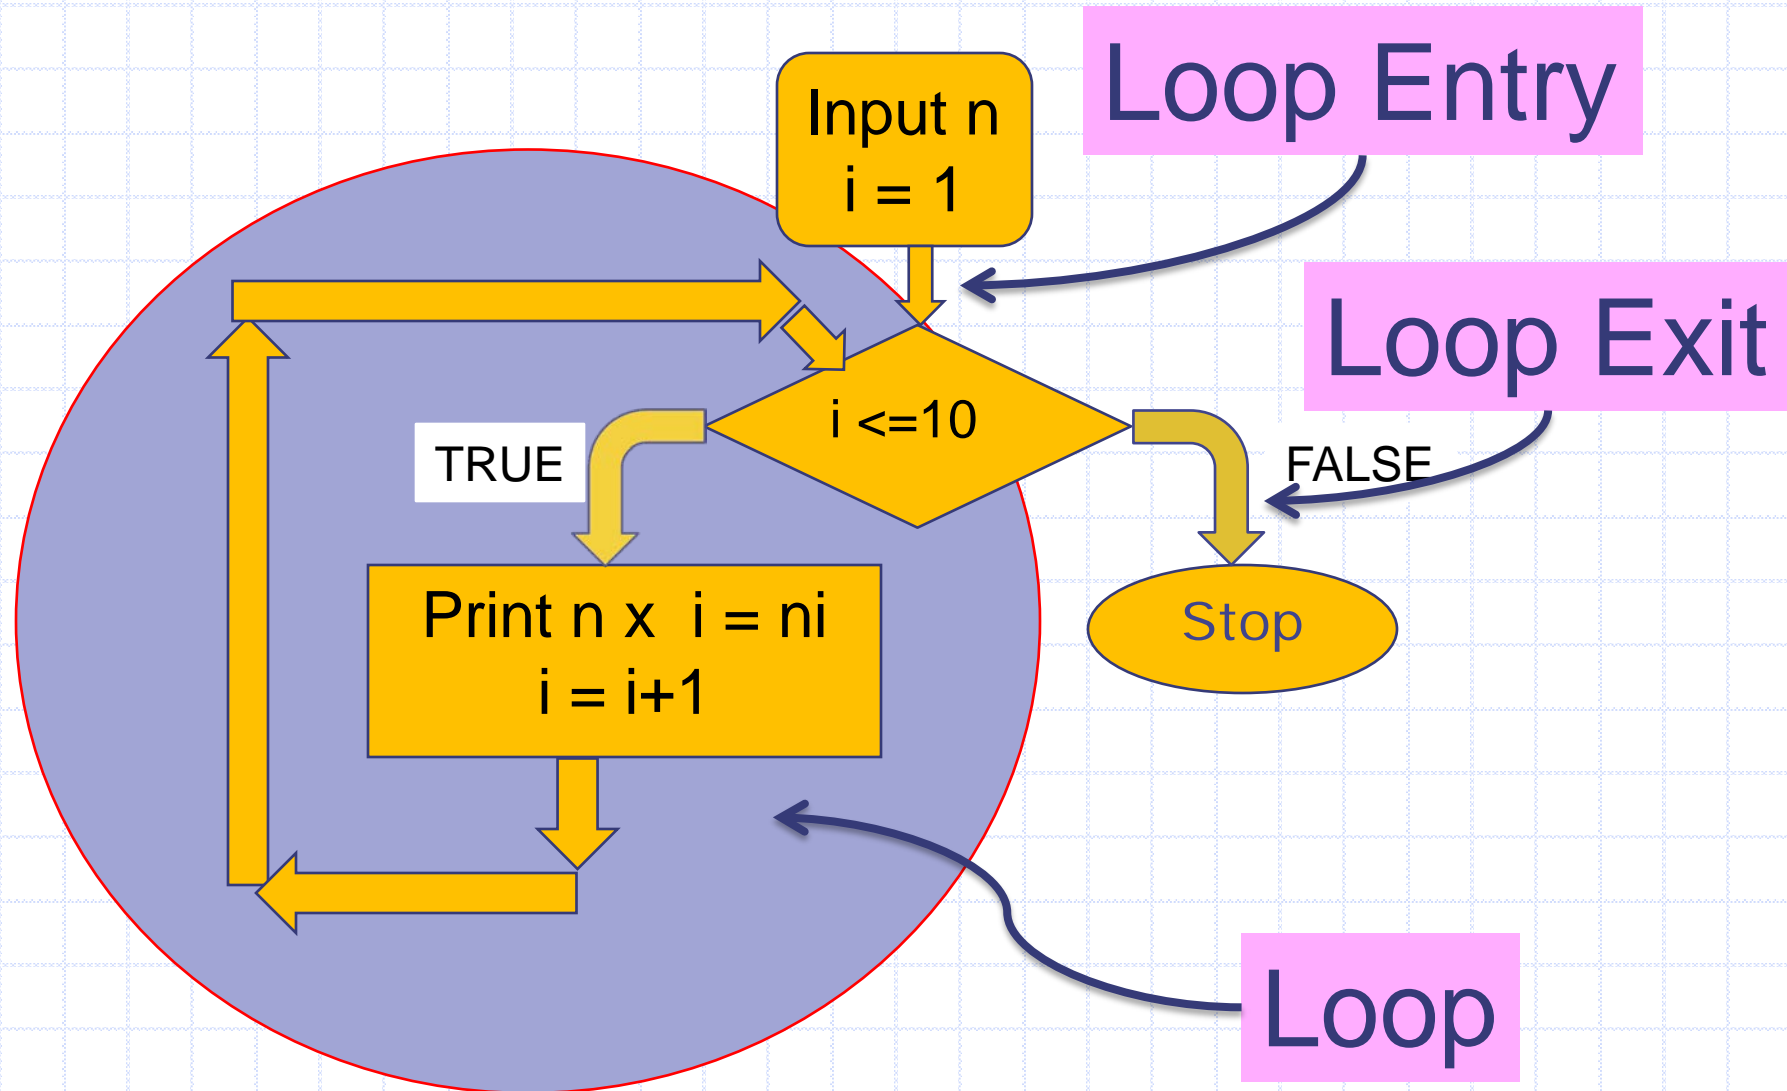 Loop Entry
Input n
i = 1
Loop Exit
i <=10
TRUE
FALSE
Print n x  i = ni
i = i+1
Stop
Loop